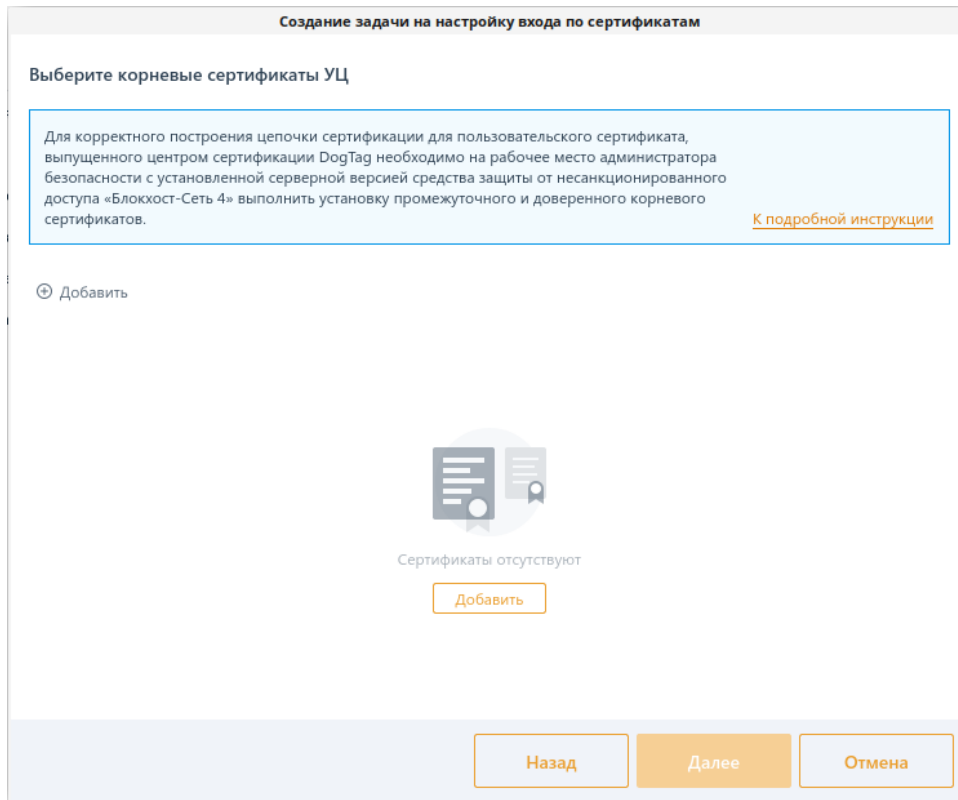 Создание задачи на настройку входа по сертификатам
Выберите корневые сертификаты УЦ
Для корректного построения цепочки сертификации для пользовательского сертификата,
выпущенного центром сертификации DogTag необходимо на рабочее место администратора
безопасности с установленной серверной версией средства защиты от несанкционированного
доступа «Блокхост-Сеть 4» выполнить установку промежуточного и доверенного корневого
сертификатов.
К подробной инструкции
Добавить
Сертификаты отсутствуют
Добавить
Назад
Далее
Отмена